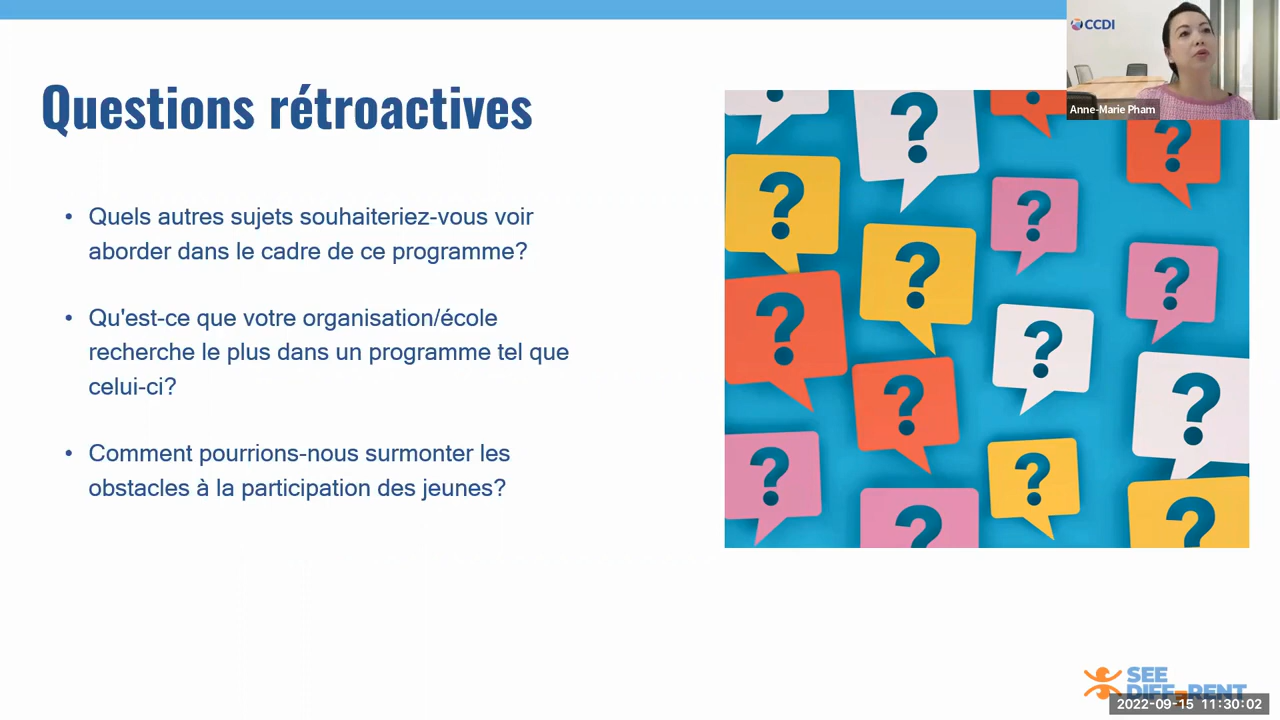 CCDI
Anne-Marie Pham
Questions rétroactives
• Quels autres sujets souhaiteriez-vous voir
aborder dans le cadre de ce programme?
• Qu'est-ce que votre organisation/école
recherche le plus dans un programme tel que
celui-ci?
• Comment pourrions-nous surmonter les
obstacles à la participation des jeunes?
? ? ?
? ? ?
? ? ?
? ? ?
? ? ?
SEE
DIFFERENT
2022-09-15 11:30:02